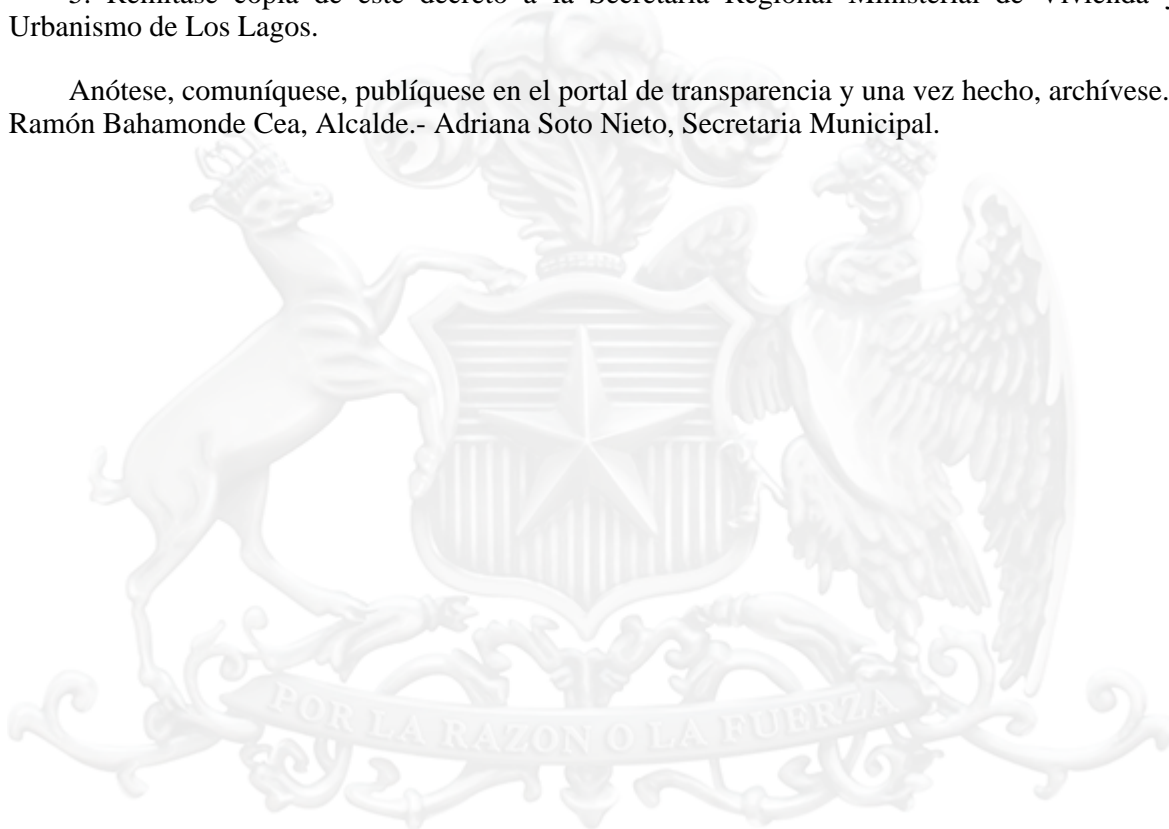 3. Remítase copia de este decreto a la Secretaría Regional Ministerial de Vivienda y
Urbanismo de Los Lagos.
Anótese, comuníquese, publíquese en el portal de transparencia y una vez hecho, archívese.
Ramón Bahamonde Cea, Alcalde.- Adriana Soto Nieto, Secretaria Municipal.
POR LA RAZON O LA FUERZA